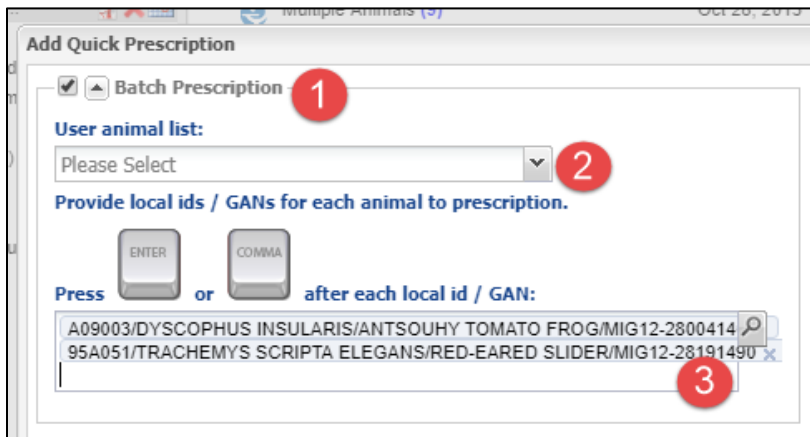 Multiple Animals (9) Oct 28, 2015
Add Quick Prescription
Batch Prescription 1
User animal list:
Please Select 2
Provide local ids / GANs for each animal to prescription.
ENTER COMMA
Press or after each local id / GAN:
A09003/DYSCOPHUS INSULARIS/ANTSOUHY TOMATO FROG/MIG12-2800414
95A051/TRACHEMYS SCRIPTA ELEGANS/RED-EARED SLIDER/MIG12-28191490 x
3